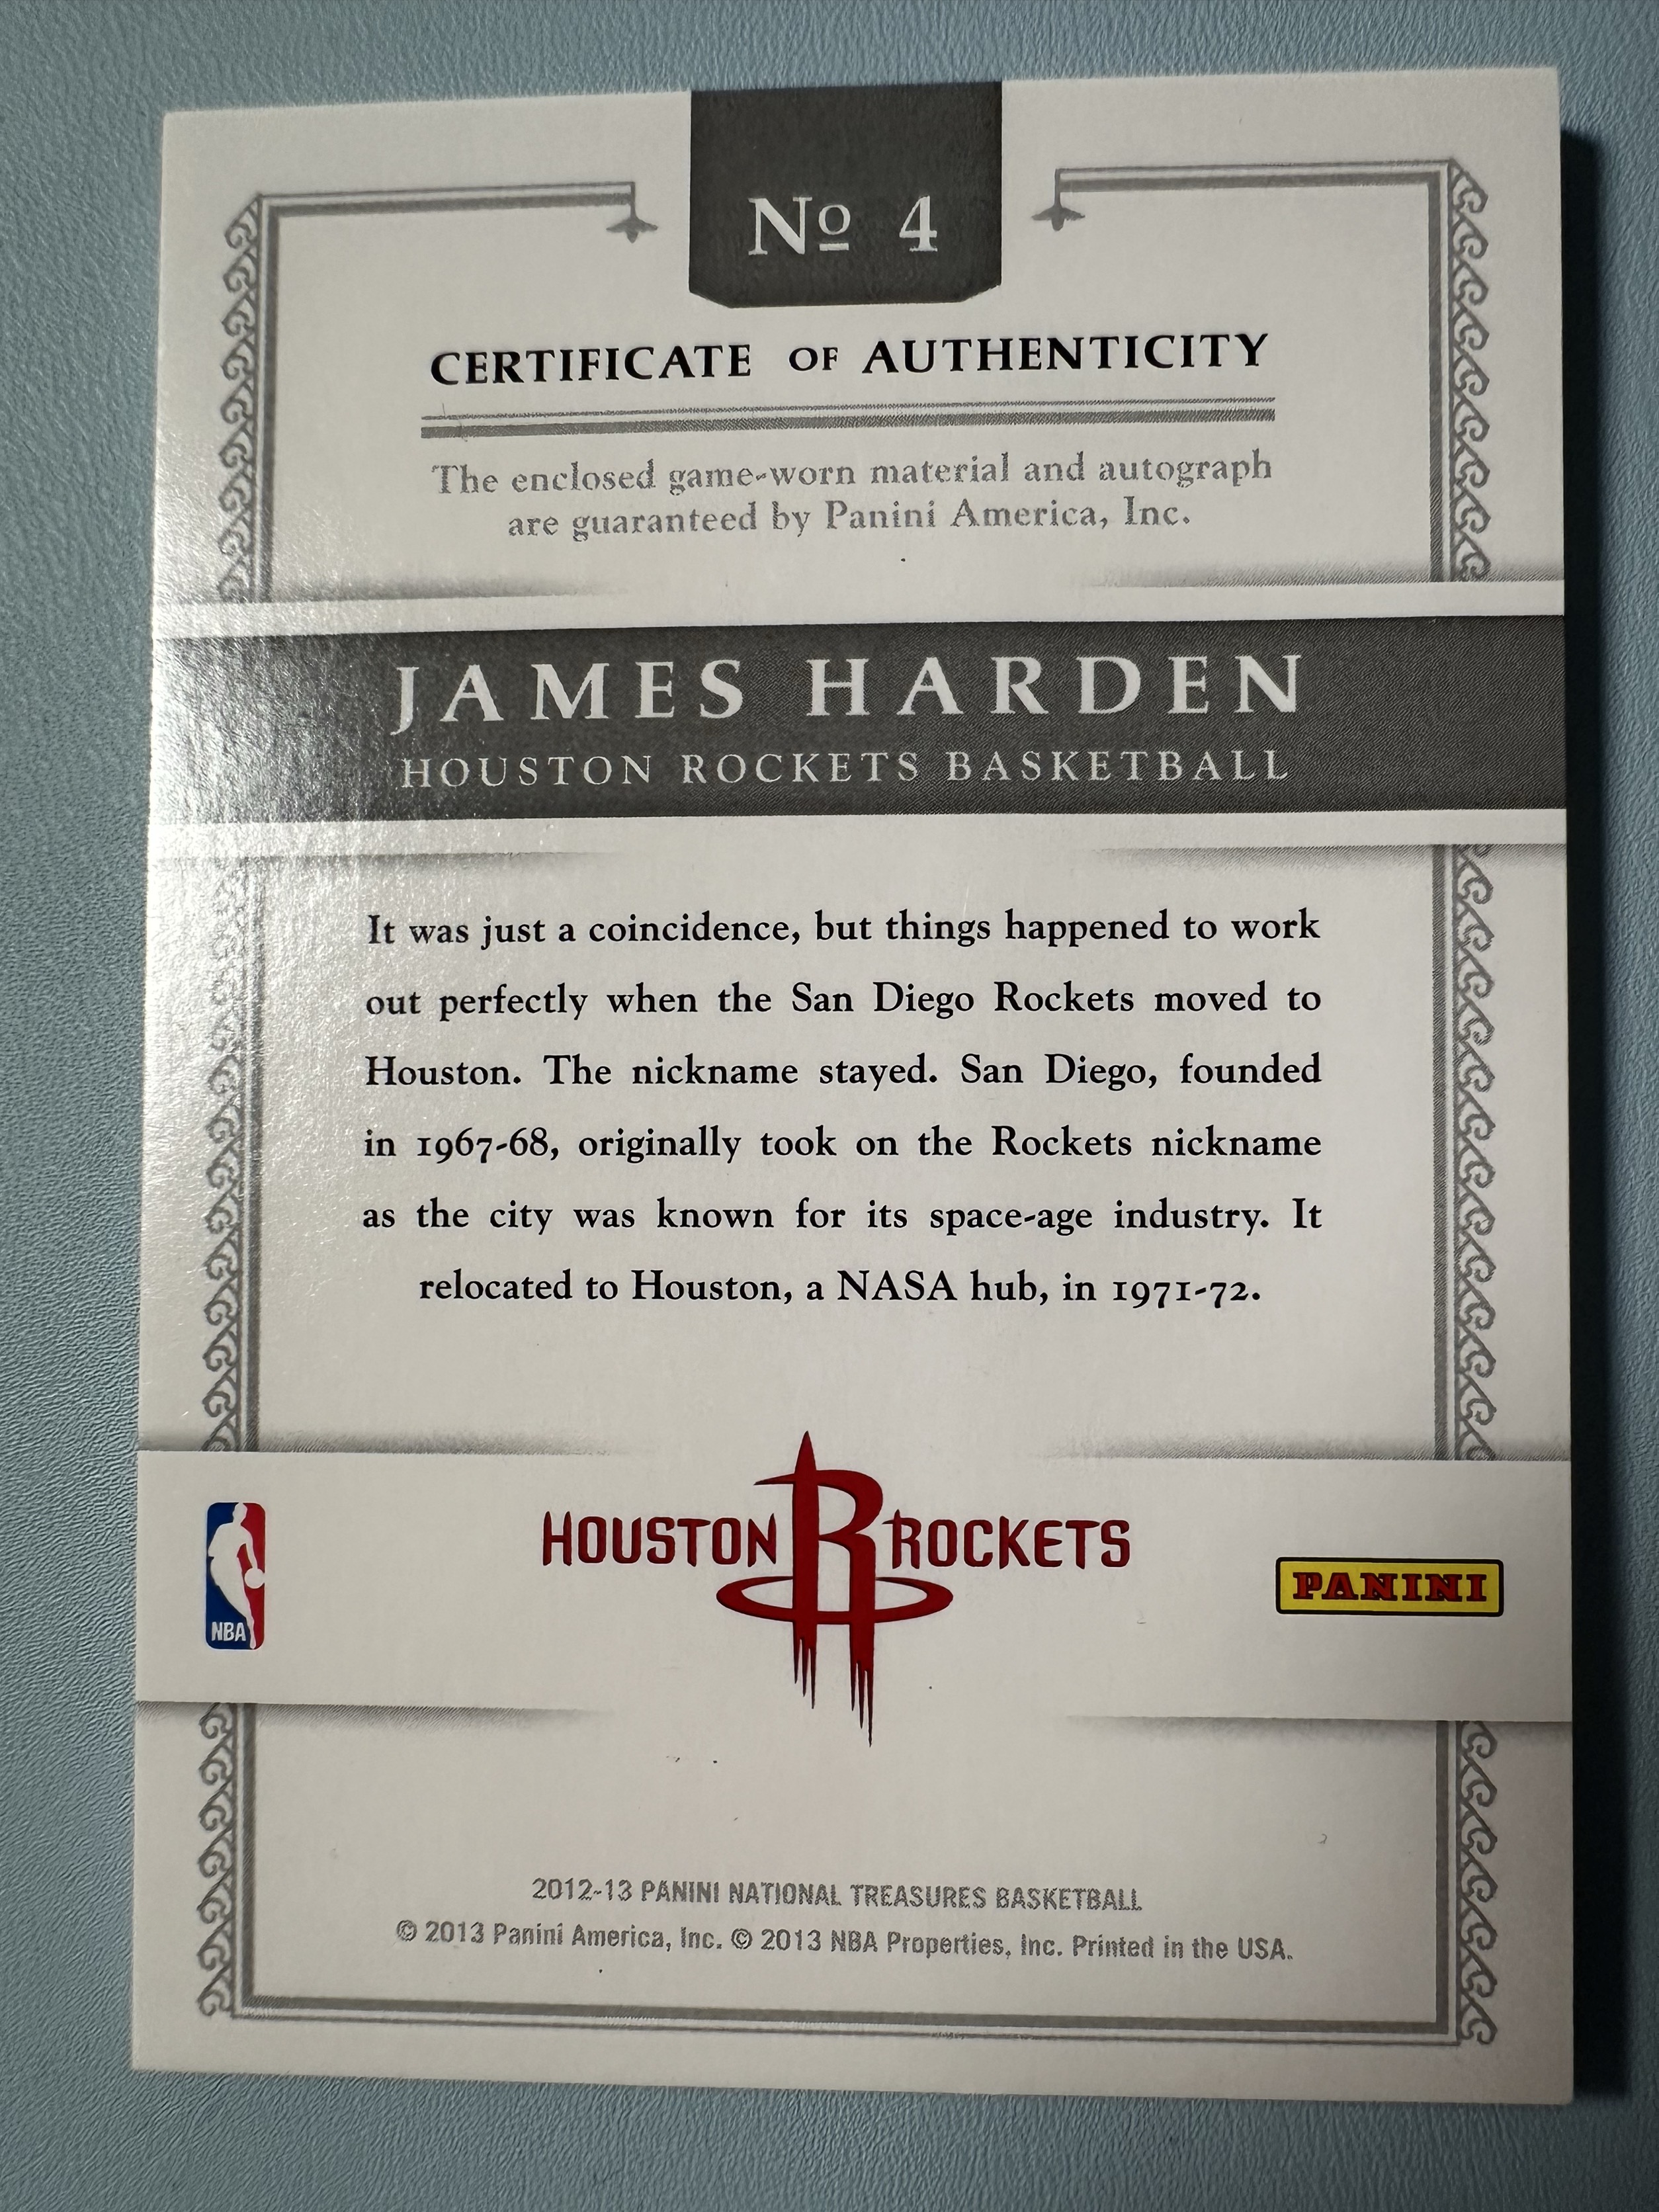 Nº 4
CERTIFICATE OF AUTHENTICITY
The enclosed game-worn material and autograph
are guaranteed by Panini America, Inc.
JAMES HARDEN
HOUSTON ROCKETS BASKETBALL
It was just a coincidence, but things happened to work
out perfectly when the San Diego Rockets moved to
Houston. The nickname stayed. San Diego, founded
in 1967-68, originally took on the Rockets nickname
as the city was known for its space-age industry. It
relocated to Houston, a NASA hub, in 1971-72.
HOUSTON R ROCKETS
NBA
PANINI
2012-13 PANINI NATIONAL TREASURES BASKETBALL
© 2013 Panini America, Inc. © 2013 NBA Properties, Inc. Printed in the USA.